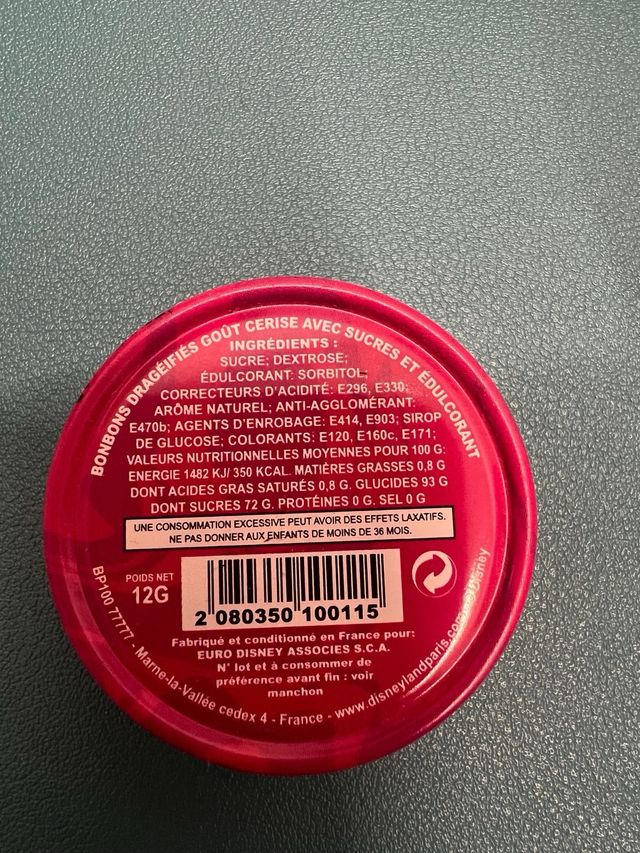 BONBONS DRAGÉIFIÉS GOÛT CERISE AVEC SUCRES ET ÉDULCORANT
INGRÉDIENTS :
SUCRE; DEXTROSE;
ÉDULCORANT: SORBITOL
CORRECTEURS D'ACIDITÉ: E296, E330;
ARÔME NATUREL; ANTI-AGGLOMÉRANT:
E470b; AGENTS D'ENROBAGE: E414, E903; SIROP
DE GLUCOSE; COLORANTS: E120, E160c, E171;
VALEURS NUTRITIONNELLES MOYENNES POUR 100 G:
ENERGIE 1482 KJ/ 350 KCAL. MATIÈRES GRASSES 0,8 G
DONT ACIDES GRAS SATURÉS 0,8 G. GLUCIDES 93 G
DONT SUCRES 72 G. PROTÉINES 0 G. SEL 0 G
UNE CONSOMMATION EXCESSIVE PEUT AVOIR DES EFFETS LAXATIFS.
NE PAS DONNER AUX ENFANTS DE MOINS DE 36 MOIS.
POIDS NET
12G
2 080350 100115
Fabriqué et conditionné en France pour:
EURO DISNEY ASSOCIES S.C.A.
N° lot et à consommer de
préférence avant fin : voir
manchon
BP100 77777 - Marne-la-Vallée cedex 4 - France - www.disneylandparis.com Disney